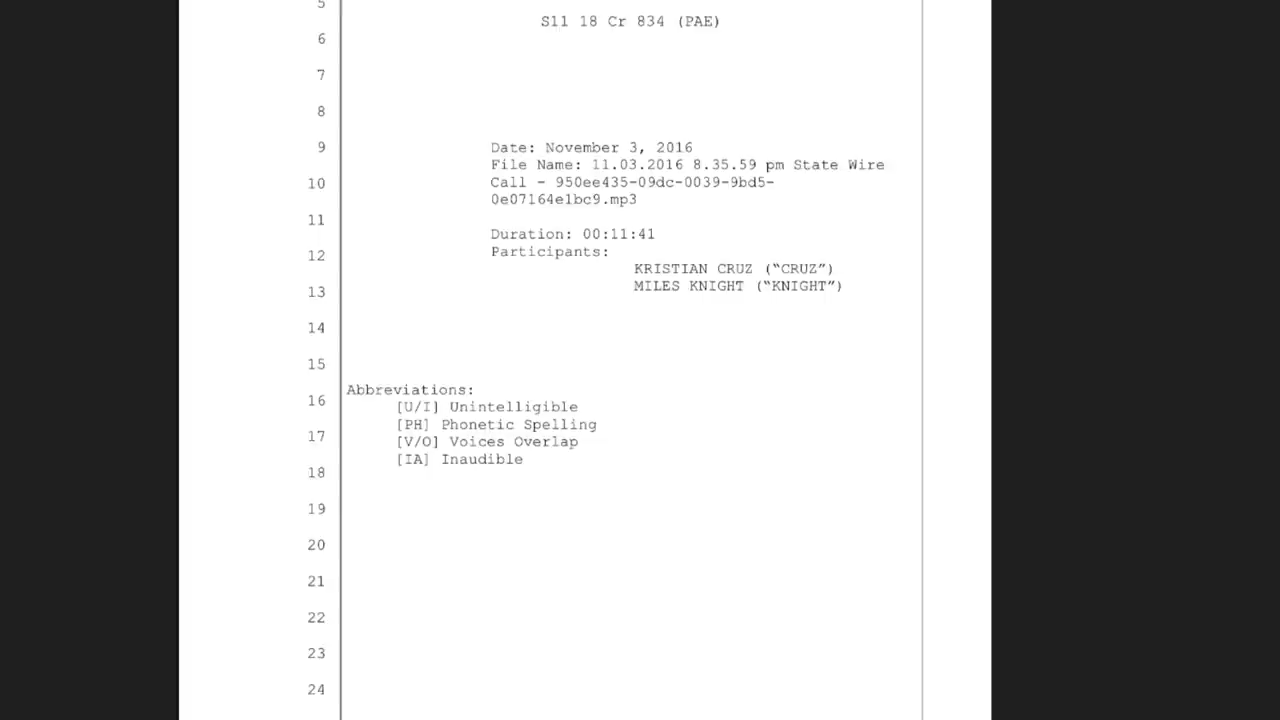 5
S11 18 Cr 834 (PAE)
6
7
8
9
Date: November 3, 2016
File Name: 11.03.2016 8.35.59 pm State Wire
10
Call - 950ee435-09dc-0039-9bd5-
0e07164e1bc9.mp3
11
Duration: 00:11:41
12
Participants:
KRISTIAN CRUZ ("CRUZ")
13
MILES KNIGHT ("KNIGHT")
14
15
Abbreviations:
16
[U/I] Unintelligible
[PH] Phonetic Spelling
17
[V/O] Voices Overlap
[IA] Inaudible
18
19
20
21
22
23
24